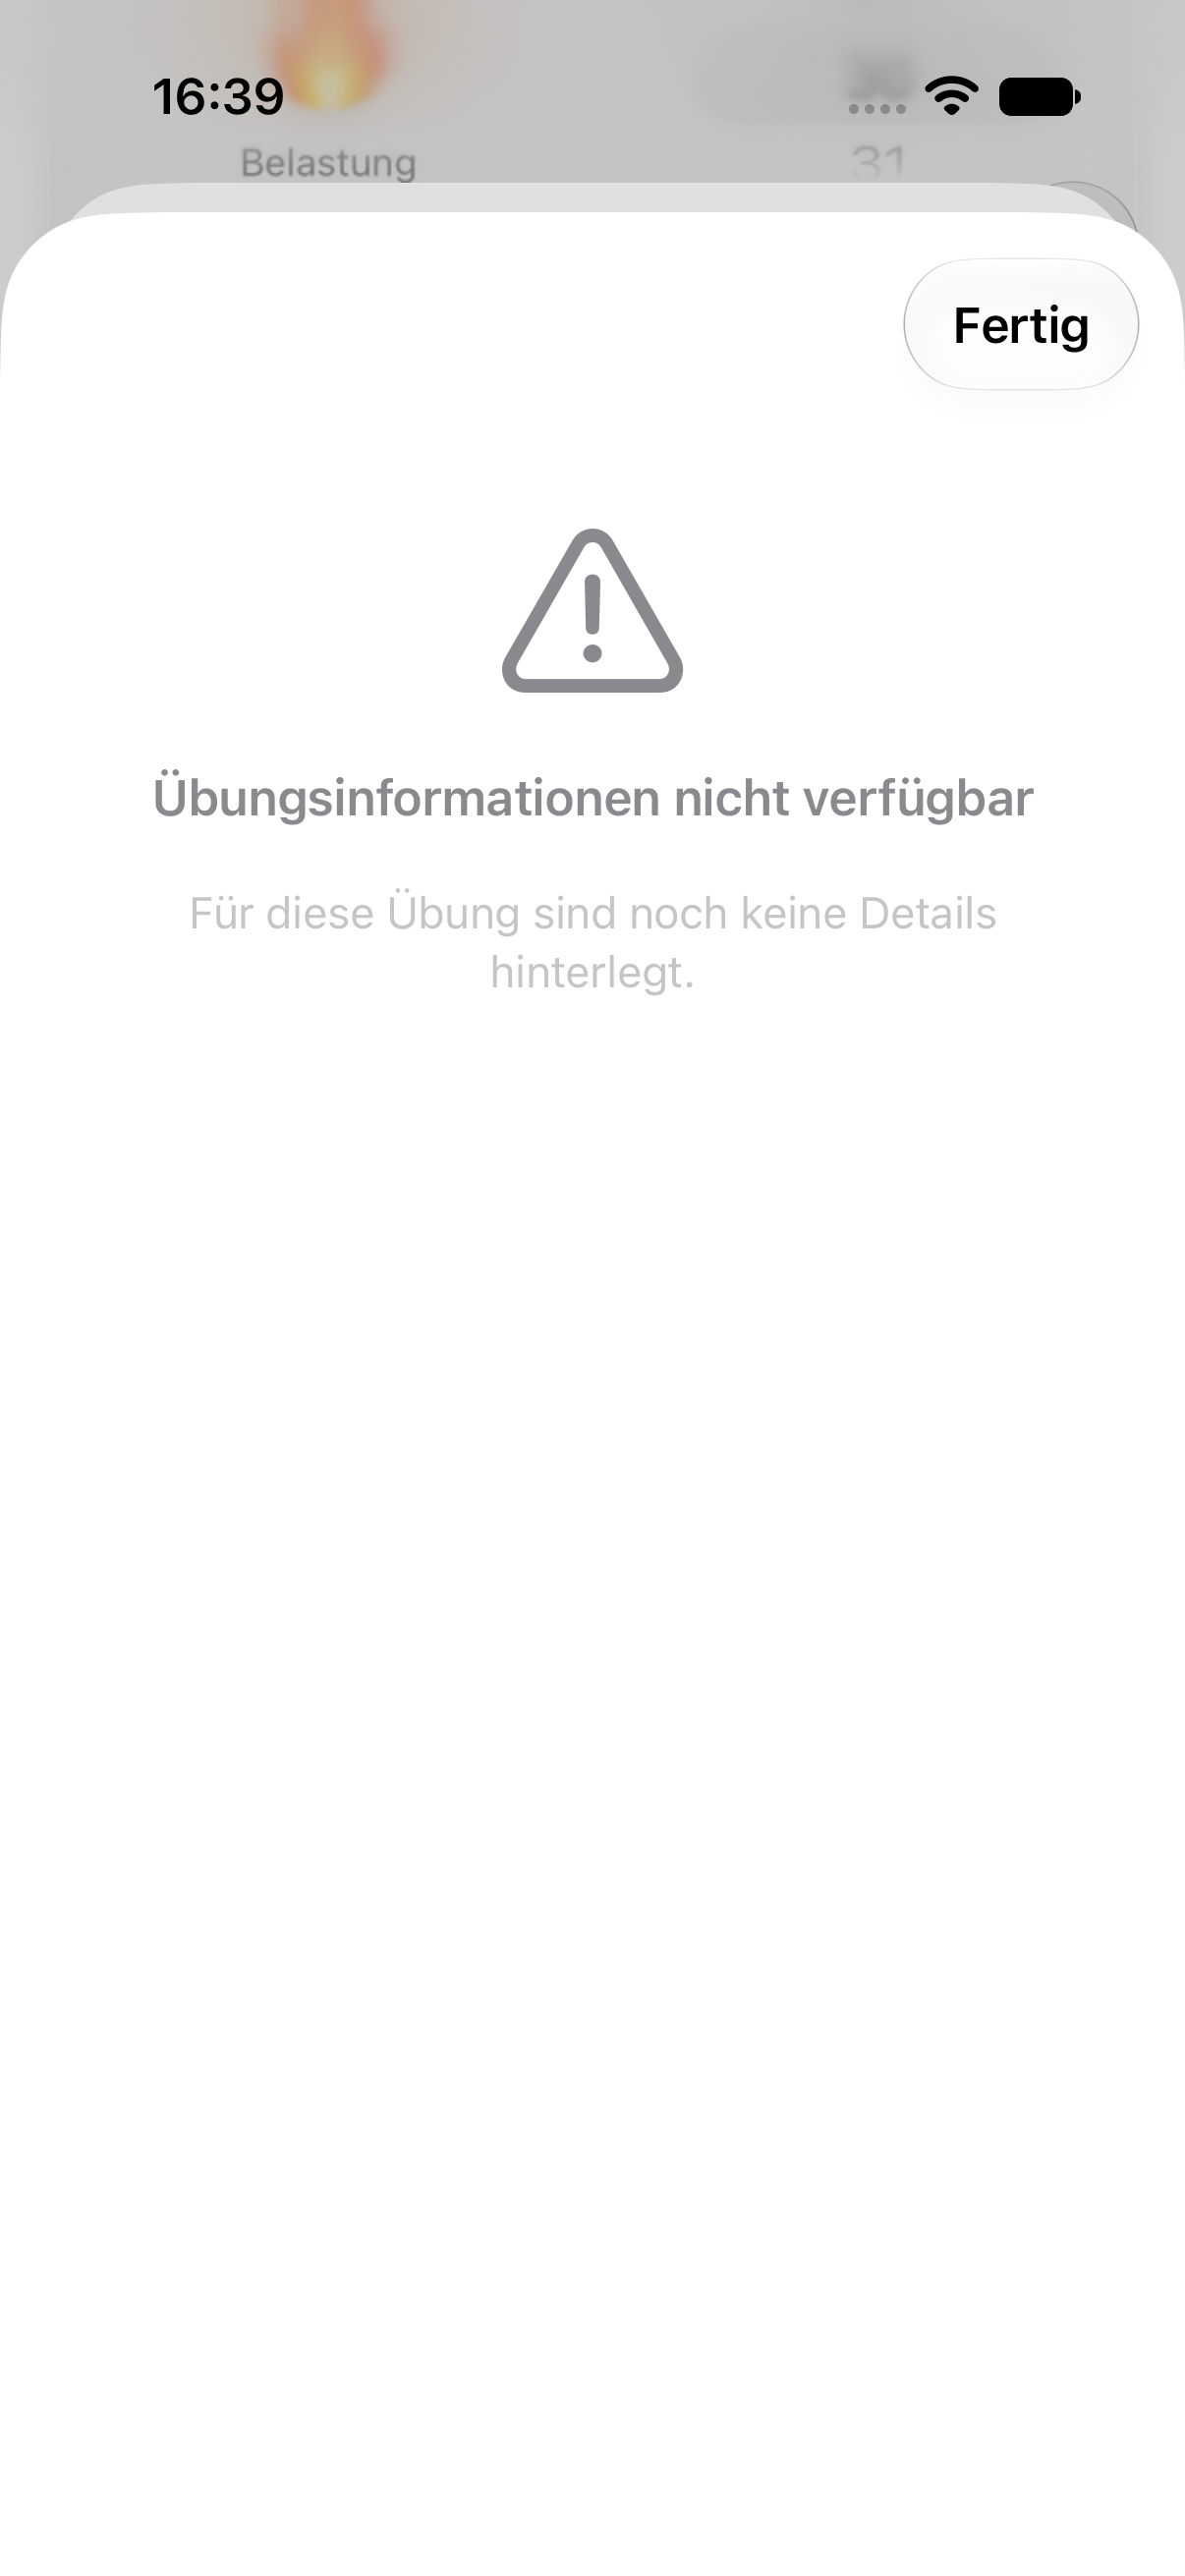 16:39
Belastung
31
Fertig
Übungsinformationen nicht verfügbar
Für diese Übung sind noch keine Details
hinterlegt.